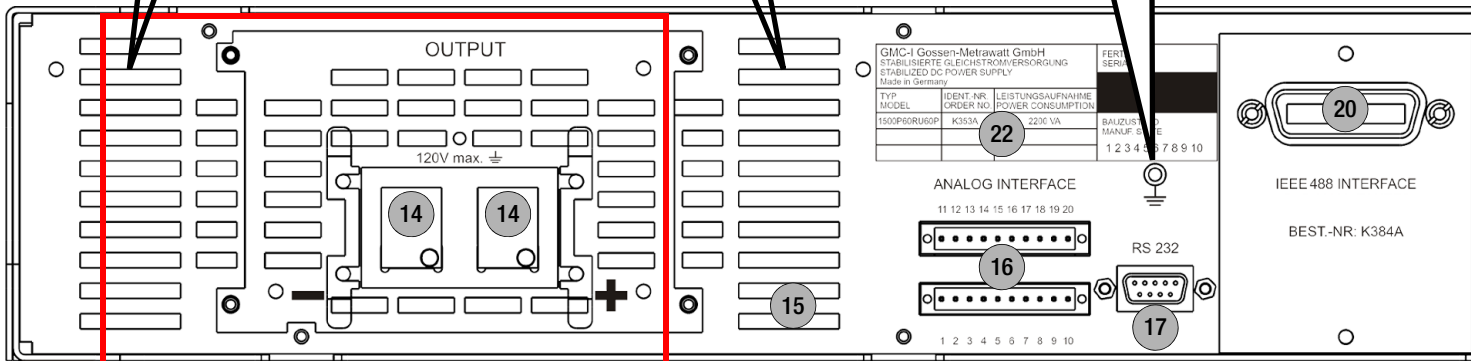 OUTPUT
120V max.
14
14
15
GMC-I Gossen-Metrawatt GmbH
STABILISIERTE GLEICHSTROMVERSORGUNG
STABILIZED DC POWER SUPPLY
Made in Germany
TYP
MODEL
IDENT.-NR.
ORDER NO.
LEISTUNGSAUFNAHME
POWER CONSUMPTION
1500P60RU60P
K353A
2200 VA
22
MANUF.
1 2 3 4 5 6 7 8 9 10
ANALOG INTERFACE
11 12 13 14 15 16 17 18 19 20
16
1 2 3 4 5 6 7 8 9 10
RS 232
17
20
IEEE 488 INTERFACE
BEST.-NR: K384A